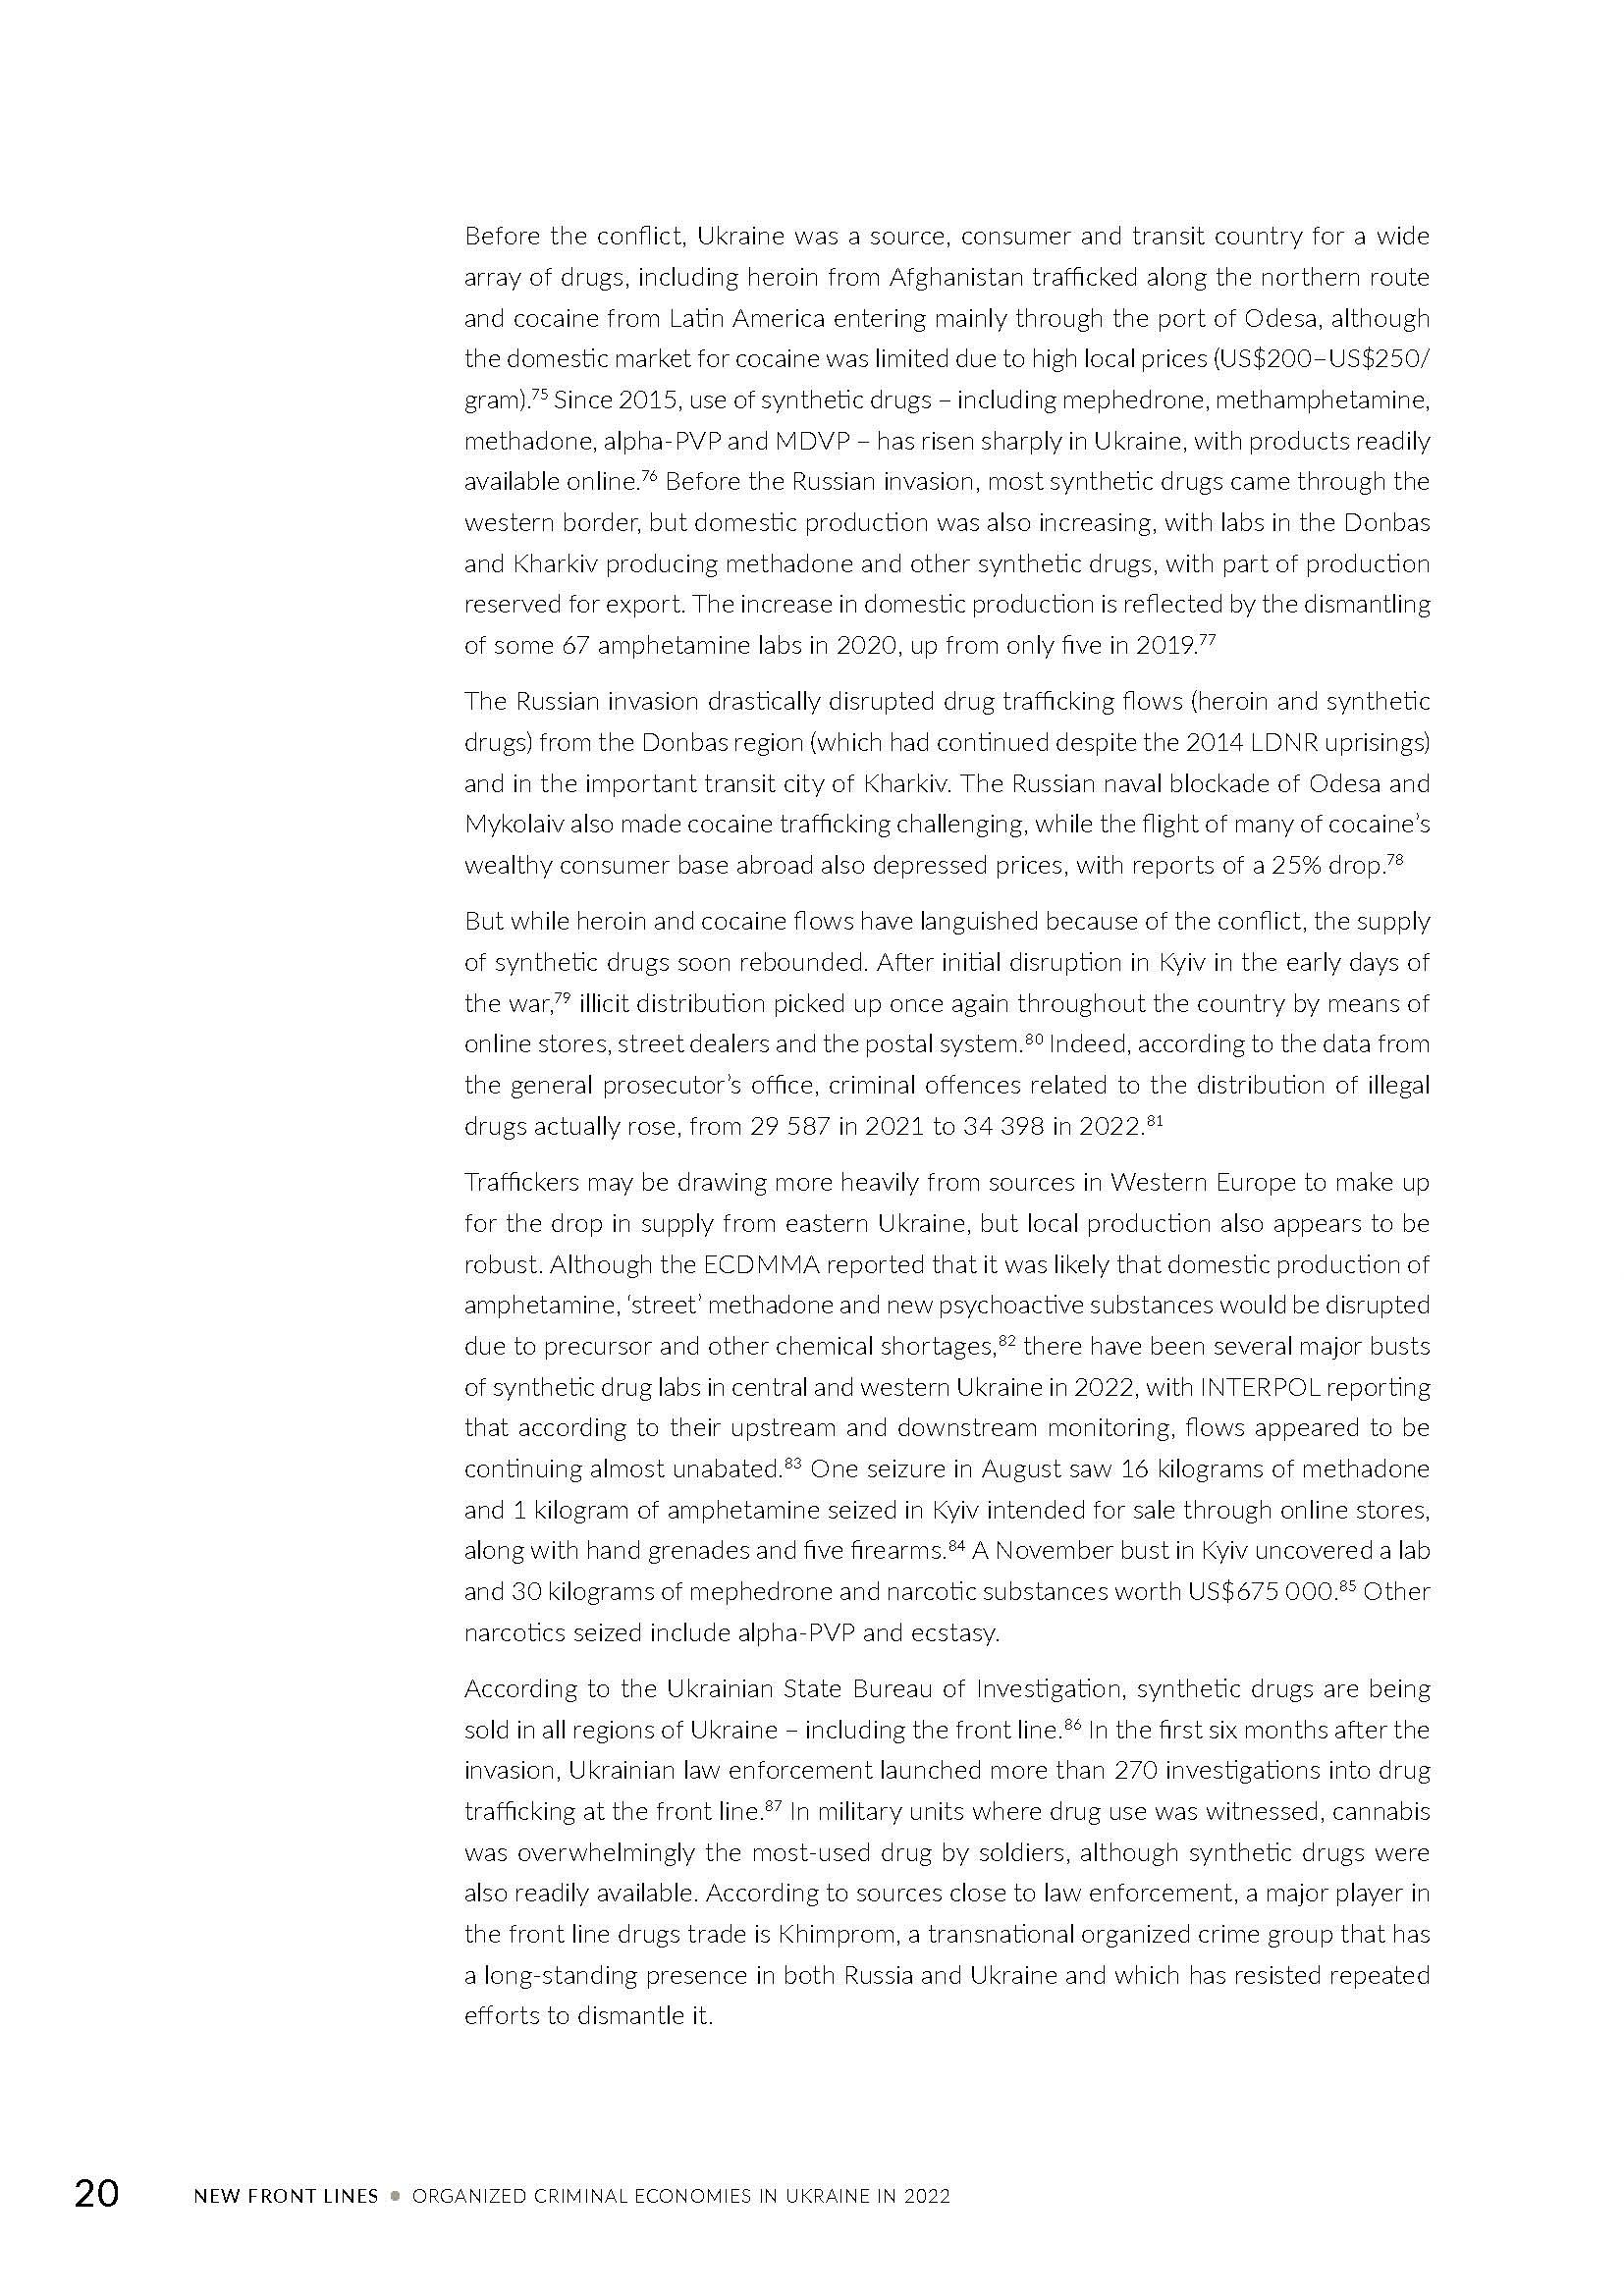 Before the conflict, Ukraine was a source, consumer and transit country for a wide
array of drugs, including heroin from Afghanistan trafficked along the northern route
and cocaine from Latin America entering mainly through the port of Odesa, although
the domestic market for cocaine was limited due to high local prices (US$200–US$250/
gram).75 Since 2015, use of synthetic drugs – including mephedrone, methamphetamine,
methadone, alpha-PVP and MDVP – has risen sharply in Ukraine, with products readily
available online.76 Before the Russian invasion, most synthetic drugs came through the
western border, but domestic production was also increasing, with labs in the Donbas
and Kharkiv producing methadone and other synthetic drugs, with part of production
reserved for export. The increase in domestic production is reflected by the dismantling
of some 67 amphetamine labs in 2020, up from only five in 2019.77
The Russian invasion drastically disrupted drug trafficking flows (heroin and synthetic
drugs) from the Donbas region (which had continued despite the 2014 LDNR uprisings)
and in the important transit city of Kharkiv. The Russian naval blockade of Odesa and
Mykolaiv also made cocaine trafficking challenging, while the flight of many of cocaine's
wealthy consumer base abroad also depressed prices, with reports of a 25% drop.78
But while heroin and cocaine flows have languished because of the conflict, the supply
of synthetic drugs soon rebounded. After initial disruption in Kyiv in the early days of
the war,79 illicit distribution picked up once again throughout the country by means of
online stores, street dealers and the postal system.80 Indeed, according to the data from
the general prosecutor's office, criminal offences related to the distribution of illegal
drugs actually rose, from 29 587 in 2021 to 34 398 in 2022.81
Traffickers may be drawing more heavily from sources in Western Europe to make up
for the drop in supply from eastern Ukraine, but local production also appears to be
robust. Although the ECDMMA reported that it was likely that domestic production of
amphetamine, 'street' methadone and new psychoactive substances would be disrupted
due to precursor and other chemical shortages,82 there have been several major busts
of synthetic drug labs in central and western Ukraine in 2022, with INTERPOL reporting
that according to their upstream and downstream monitoring, flows appeared to be
continuing almost unabated.83 One seizure in August saw 16 kilograms of methadone
and 1 kilogram of amphetamine seized in Kyiv intended for sale through online stores,
along with hand grenades and five firearms.84 A November bust in Kyiv uncovered a lab
and 30 kilograms of mephedrone and narcotic substances worth US$675 000.85 Other
narcotics seized include alpha-PVP and ecstasy.
According to the Ukrainian State Bureau of Investigation, synthetic drugs are being
sold in all regions of Ukraine – including the front line.86 In the first six months after the
invasion, Ukrainian law enforcement launched more than 270 investigations into drug
trafficking at the front line.87 In military units where drug use was witnessed, cannabis
was overwhelmingly the most-used drug by soldiers, although synthetic drugs were
also readily available. According to sources close to law enforcement, a major player in
the front line drugs trade is Khimprom, a transnational organized crime group that has
a long-standing presence in both Russia and Ukraine and which has resisted repeated
efforts to dismantle it.
20 NEW FRONT LINES • ORGANIZED CRIMINAL ECONOMIES IN UKRAINE IN 2022